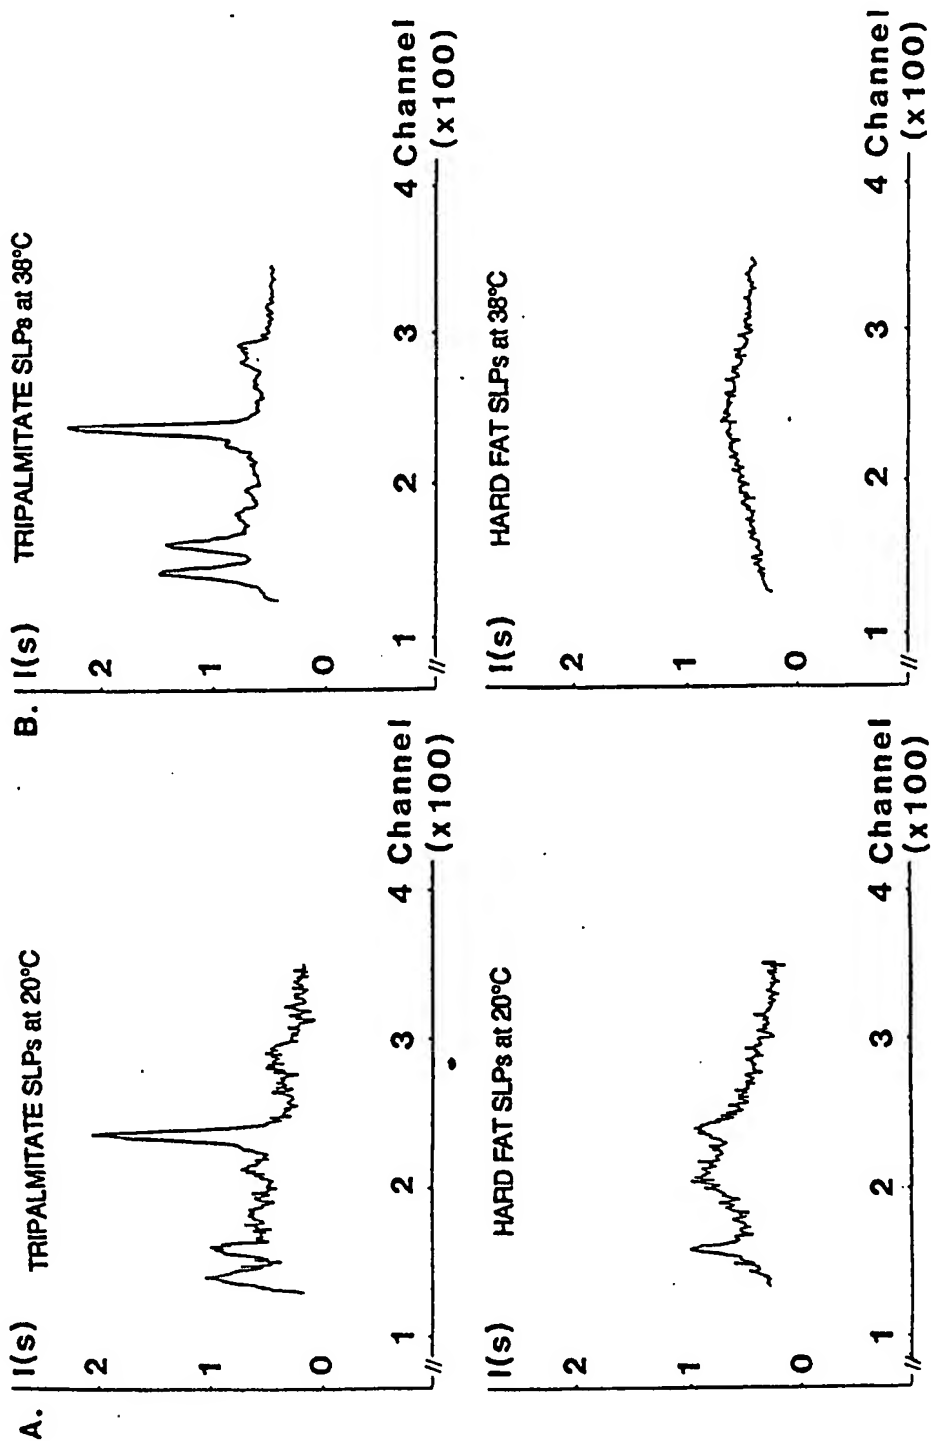 A.
I(s)
TRIPALMITATE SLPs at 20°C
2
1
0
1 2 3 4 Channel
(x100)
I(s)
HARD FAT SLPs at 20°C
2
1
0
1 2 3 4 Channel
(x100)
B.
I(s)
TRIPALMITATE SLPs at 38°C
2
1
0
1 2 3 4 Channel
(x100)
I(s)
HARD FAT SLPs at 38°C
2
1
0
1 2 3 4 Channel
(x100)